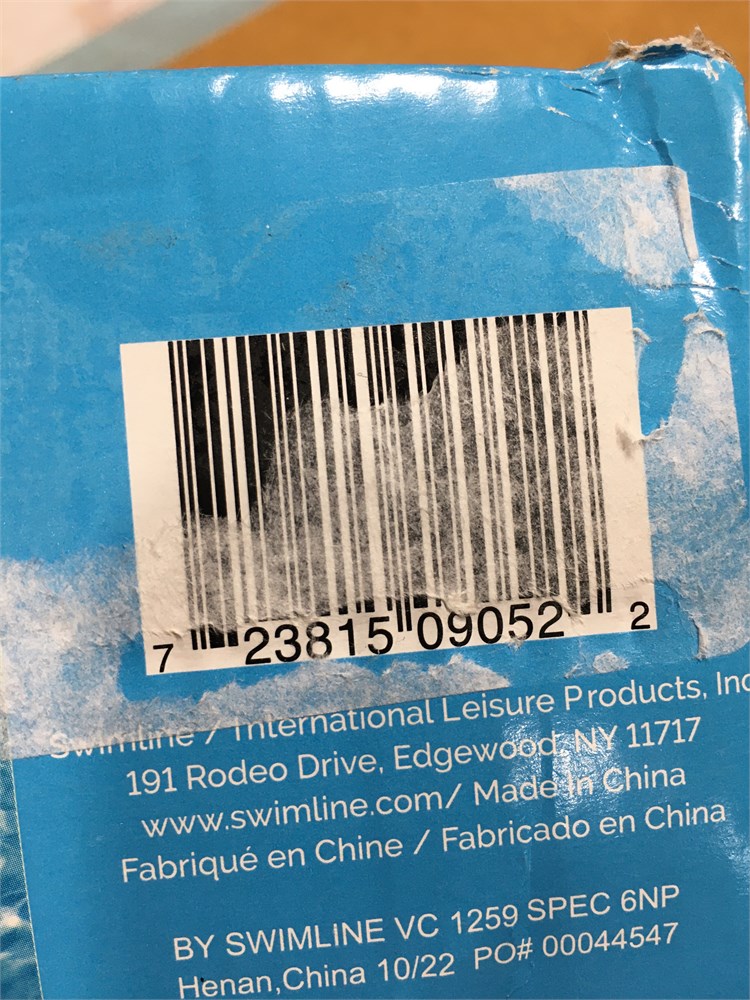 7 23815 09052 2
Swimline / International Leisure Products, Inc
191 Rodeo Drive, Edgewood, NY 11717
www.swimline.com/ Made In China
Fabriqué en Chine / Fabricado en China
BY SWIMLINE VC 1259 SPEC 6NP
Henan,China 10/22 PO# 00044547